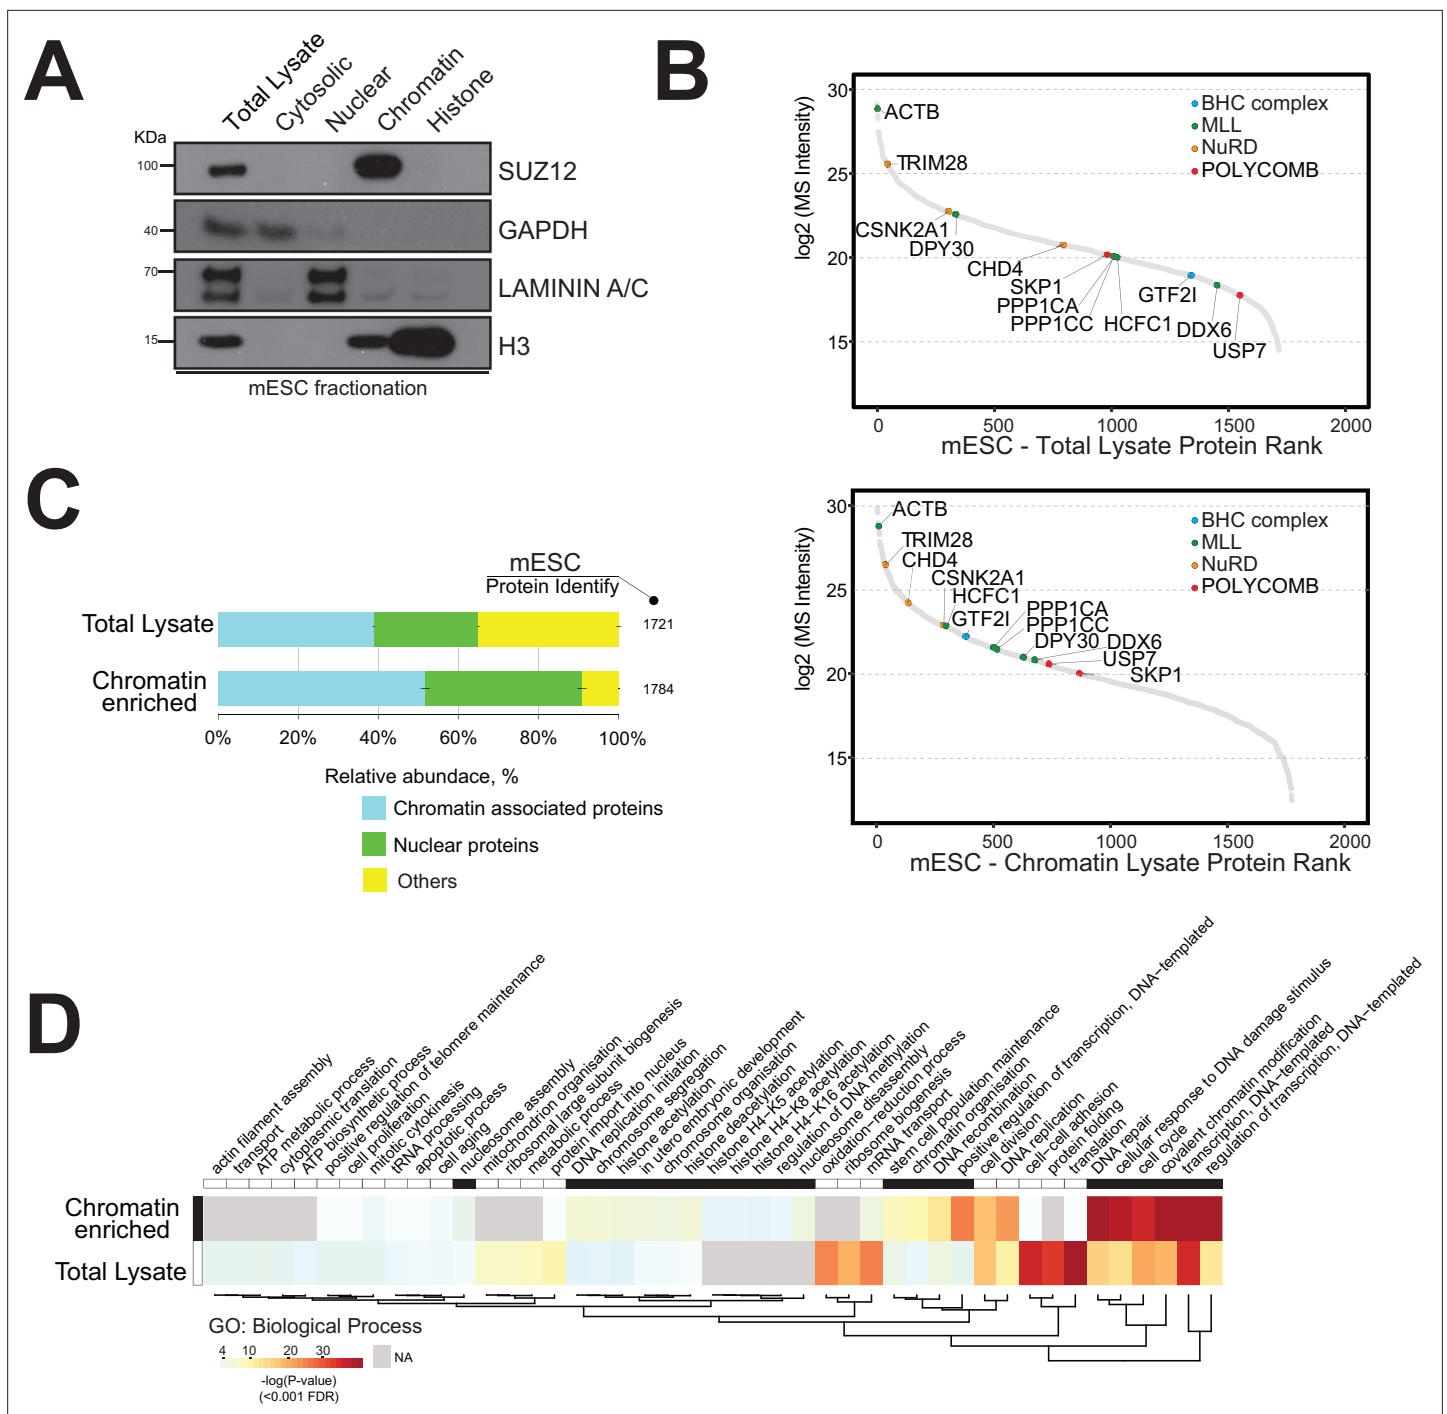 A
Total Lysate
Cytosolic
Nuclear
Chromatin
Histone
KDa
100
SUZ12
40
GAPDH
70
LAMININ A/C
15
H3
mESC fractionation
B
log2 (MS Intensity)
30
25
20
15
ACTB
TRIM28
CSNK2A1
DPY30
CHD4
SKP1
PPP1CA
PPP1CC
HCFC1
GTF2I
DDX6
USP7
BHC complex
MLL
NuRD
POLYCOMB
0 500 1000 1500 2000
mESC - Total Lysate Protein Rank
log2 (MS Intensity)
30
25
20
15
ACTB
TRIM28
CHD4
CSNK2A1
HCFC1
GTF2I
PPP1CA
PPP1CC
DPY30
DDX6
USP7
SKP1
BHC complex
MLL
NuRD
POLYCOMB
0 500 1000 1500 2000
mESC - Chromatin Lysate Protein Rank
C
mESC
Protein Identify
Total Lysate
1721
Chromatin
enriched
1784
0% 20% 40% 60% 80% 100%
Relative abundace, %
Chromatin associated proteins
Nuclear proteins
Others
D
actin filament assembly
transport
ATP metabolic process
cytoplasmic translation
ATP biosynthetic process
positive regulation of telomere maintenance
cell proliferation
mitotic cytokinesis
tRNA processing
apoptotic process
cell aging
nucleosome assembly
mitochondrion organisation
ribosomal large subunit biogenesis
metabolic process
protein import into nucleus
DNA replication initiation
chromosome segregation
histone acetylation
in utero embryonic development
chromosome organisation
histone deacetylation
histone H4−K5 acetylation
histone H4−K8 acetylation
histone H4−K16 acetylation
regulation of DNA methylation
nucleosome disassembly
oxidation−reduction process
ribosome biogenesis
mRNA transport
stem cell population maintenance
chromatin organisation
DNA recombination
positive regulation of transcription, DNA−templated
cell division
DNA replication
cell−cell adhesion
protein folding
translation
DNA repair
cellular response to DNA damage stimulus
cell cycle
covalent chromatin modification
transcription, DNA−templated
regulation of transcription, DNA−templated
Chromatin
enriched
Total Lysate
GO: Biological Process
4 10 20 30
NA
-log(P-value)
(<0.001 FDR)